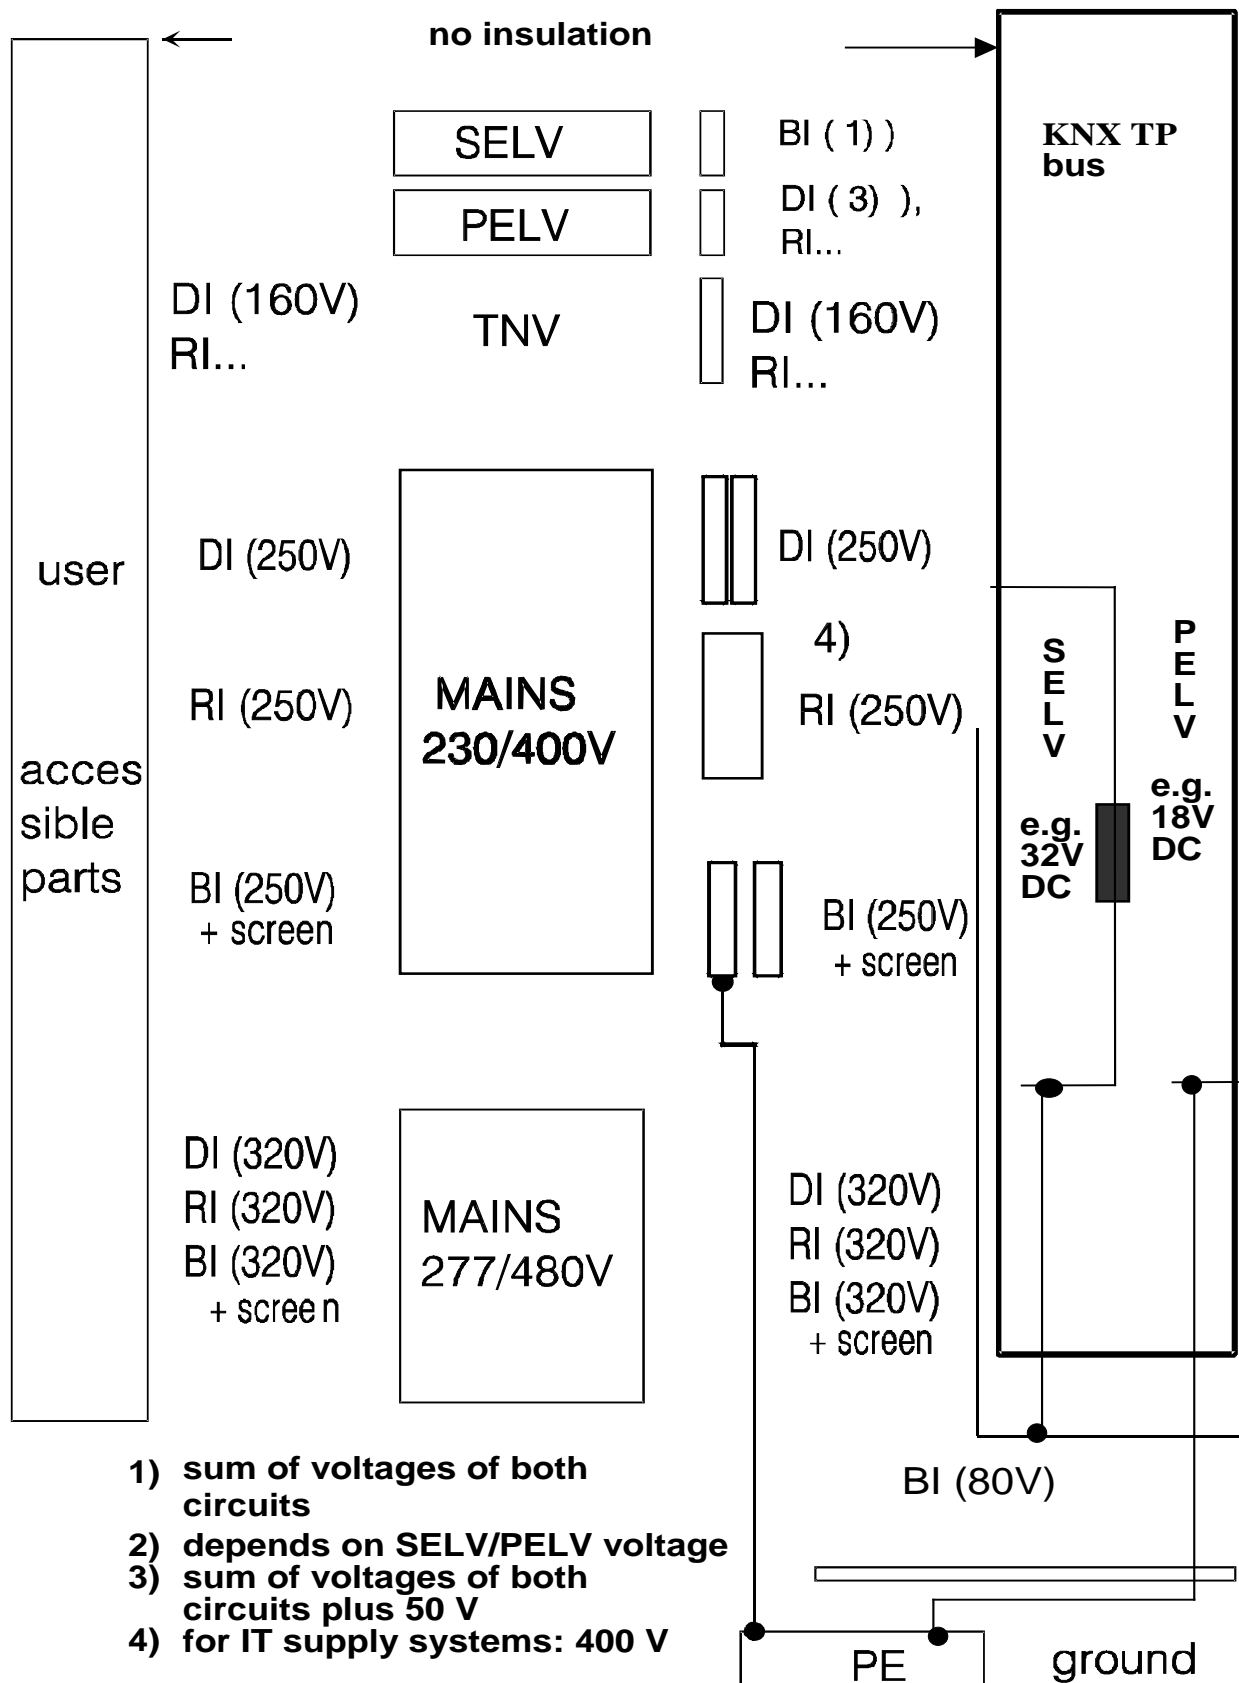 no insulation
KNX TP
bus
SELV
BI ( 1) )
PELV
DI ( 3) ),
RI...
DI (160V)
RI...
TNV
DI (160V)
RI...
user
acces
sible
parts
DI (250V)
DI (250V)
4)
RI (250V)
MAINS
230/400V
RI (250V)
BI (250V)
+ screen
BI (250V)
+ screen
S
E
L
V
e.g.
32V
DC
P
E
L
V
e.g.
18V
DC
DI (320V)
RI (320V)
BI (320V)
+ screen
MAINS
277/480V
DI (320V)
RI (320V)
BI (320V)
+ screen
BI (80V)
1) sum of voltages of both
circuits
2) depends on SELV/PELV voltage
3) sum of voltages of both
circuits plus 50 V
4) for IT supply systems: 400 V
PE
ground